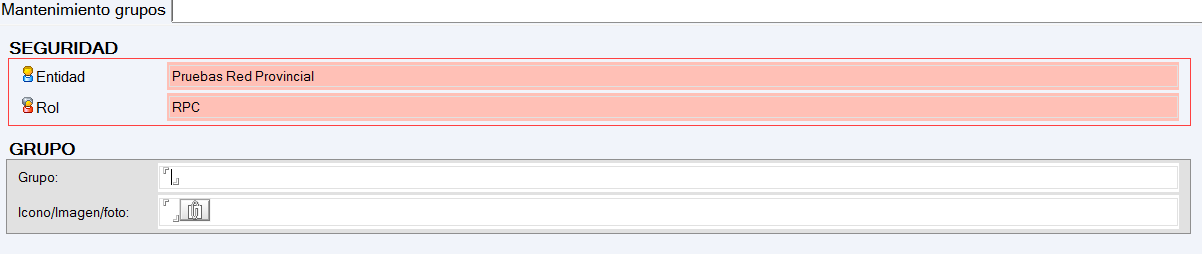 Mantenimiento grupos
SEGURIDAD
Entidad Pruebas Red Provincial
Rol RPC
GRUPO
Grupo:
Icono/Imagen/foto: